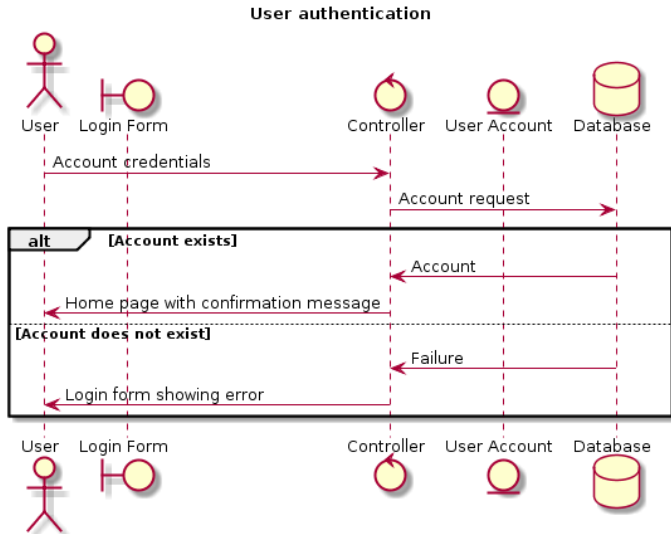 User authentication
User Login Form Controller User Account Database
Account credentials
Account request
alt [Account exists]
Account
Home page with confirmation message
[Account does not exist]
Failure
Login form showing error
User Login Form Controller User Account Database